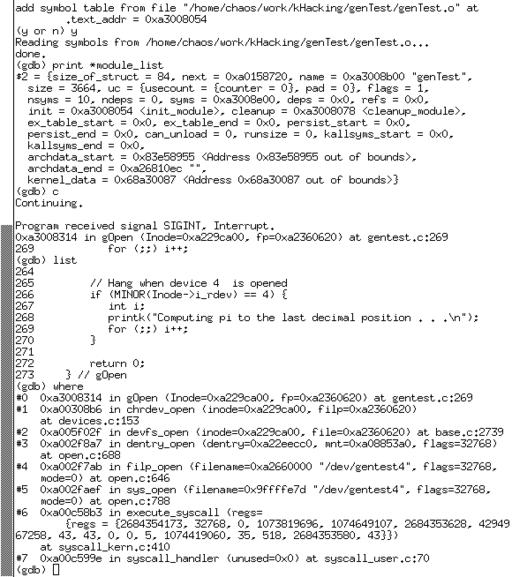 add symbol table from file "/home/chaos/work/kHacking/genTest/genTest.o" at
.text_addr = 0xa3008054
(y or n) y
Reading symbols from /home/chaos/work/kHacking/genTest/genTest.o...
done.
(gdb) print *module_list
$2 = {size_of_struct = 84, next = 0xa0158720, name = 0xa3008b00 "genTest",
size = 3664, uc = {usecount = {counter = 0}, pad = 0}, flags = 1,
nsyms = 10, ndeps = 0, syms = 0xa3008e00, deps = 0x0, refs = 0x0,
init = 0xa3008054 <init_module>, cleanup = 0xa3008078 <cleanup_module>,
ex_table_start = 0x0, ex_table_end = 0x0, persist_start = 0x0,
persist_end = 0x0, can_unload = 0, runsize = 0, kallsyms_start = 0x0,
kallsyms_end = 0x0,
archdata_start = 0x83e58955 <Address 0x83e58955 out of bounds>,
archdata_end = 0xa26810ec "",
kernel_data = 0x68a30087 <Address 0x68a30087 out of bounds>}
(gdb) c
Continuing.
Program received signal SIGINT, Interrupt.
0xa3008314 in gOpen (Inode=0xa229ca00, fp=0xa2360620) at gentest.c:269
269 for (;;) i++;
(gdb) list
264
265 // Hang when device 4 is opened
266 if (MINOR(Inode->i_rdev) == 4) {
267 int i;
268 printk("Computing pi to the last decimal position . . .\n");
269 for (;;) i++;
270 }
271
272 return 0;
273 } // gOpen
(gdb) where
#0 0xa3008314 in gOpen (Inode=0xa229ca00, fp=0xa2360620) at gentest.c:269
#1 0xa00308b6 in chrdev_open (inode=0xa229ca00, filp=0xa2360620)
at devices.c:153
#2 0xa005f02f in devfs_open (inode=0xa229ca00, file=0xa2360620) at base.c:2739
#3 0xa002f8a7 in dentry_open (dentry=0xa22eecc0, mnt=0xa08853a0, flags=32768)
at open.c:688
#4 0xa002f7ab in filp_open (filename=0xa2660000 "/dev/gentest4", flags=32768,
mode=0) at open.c:646
#5 0xa002faef in sys_open (filename=0x9ffffe7d "/dev/gentest4", flags=32768,
mode=0) at open.c:788
#6 0xa00c58b3 in execute_syscall (regs=
{regs = {2684354173, 32768, 0, 1073819696, 1074649107, 2684353628, 42949
67258, 43, 43, 0, 0, 5, 1074419060, 35, 518, 2684353580, 43}})
at syscall_kern.c:410
#7 0xa00c599e in syscall_handler (unused=0x0) at syscall_user.c:70
(gdb)